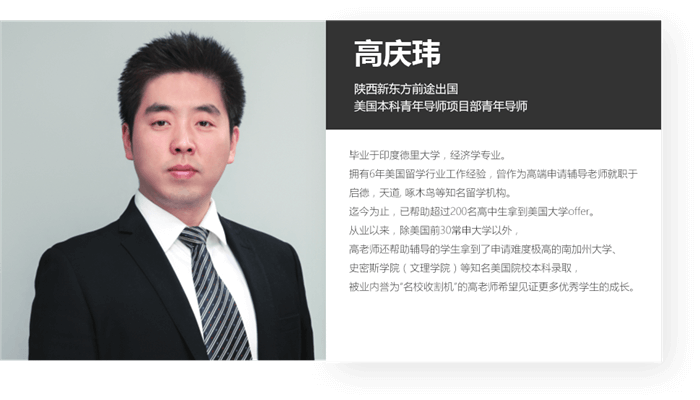 高庆玮
陕西新东方前途出国
美国本科青年导师项目部青年导师
毕业于印度德里大学，经济学专业。
拥有6年美国留学行业工作经验，曾作为高端申请辅导老师就职于
启德，天道, 啄木鸟等知名留学机构。
迄今为止，已帮助超过200名高中生拿到美国大学offer。
从业以来，除美国前30常申大学以外，
高老师还帮助辅导的学生拿到了申请难度极高的南加州大学、
史密斯学院（文理学院）等知名美国院校本科录取，
被业内誉为“名校收割机”的高老师希望见证更多优秀学生的成长。